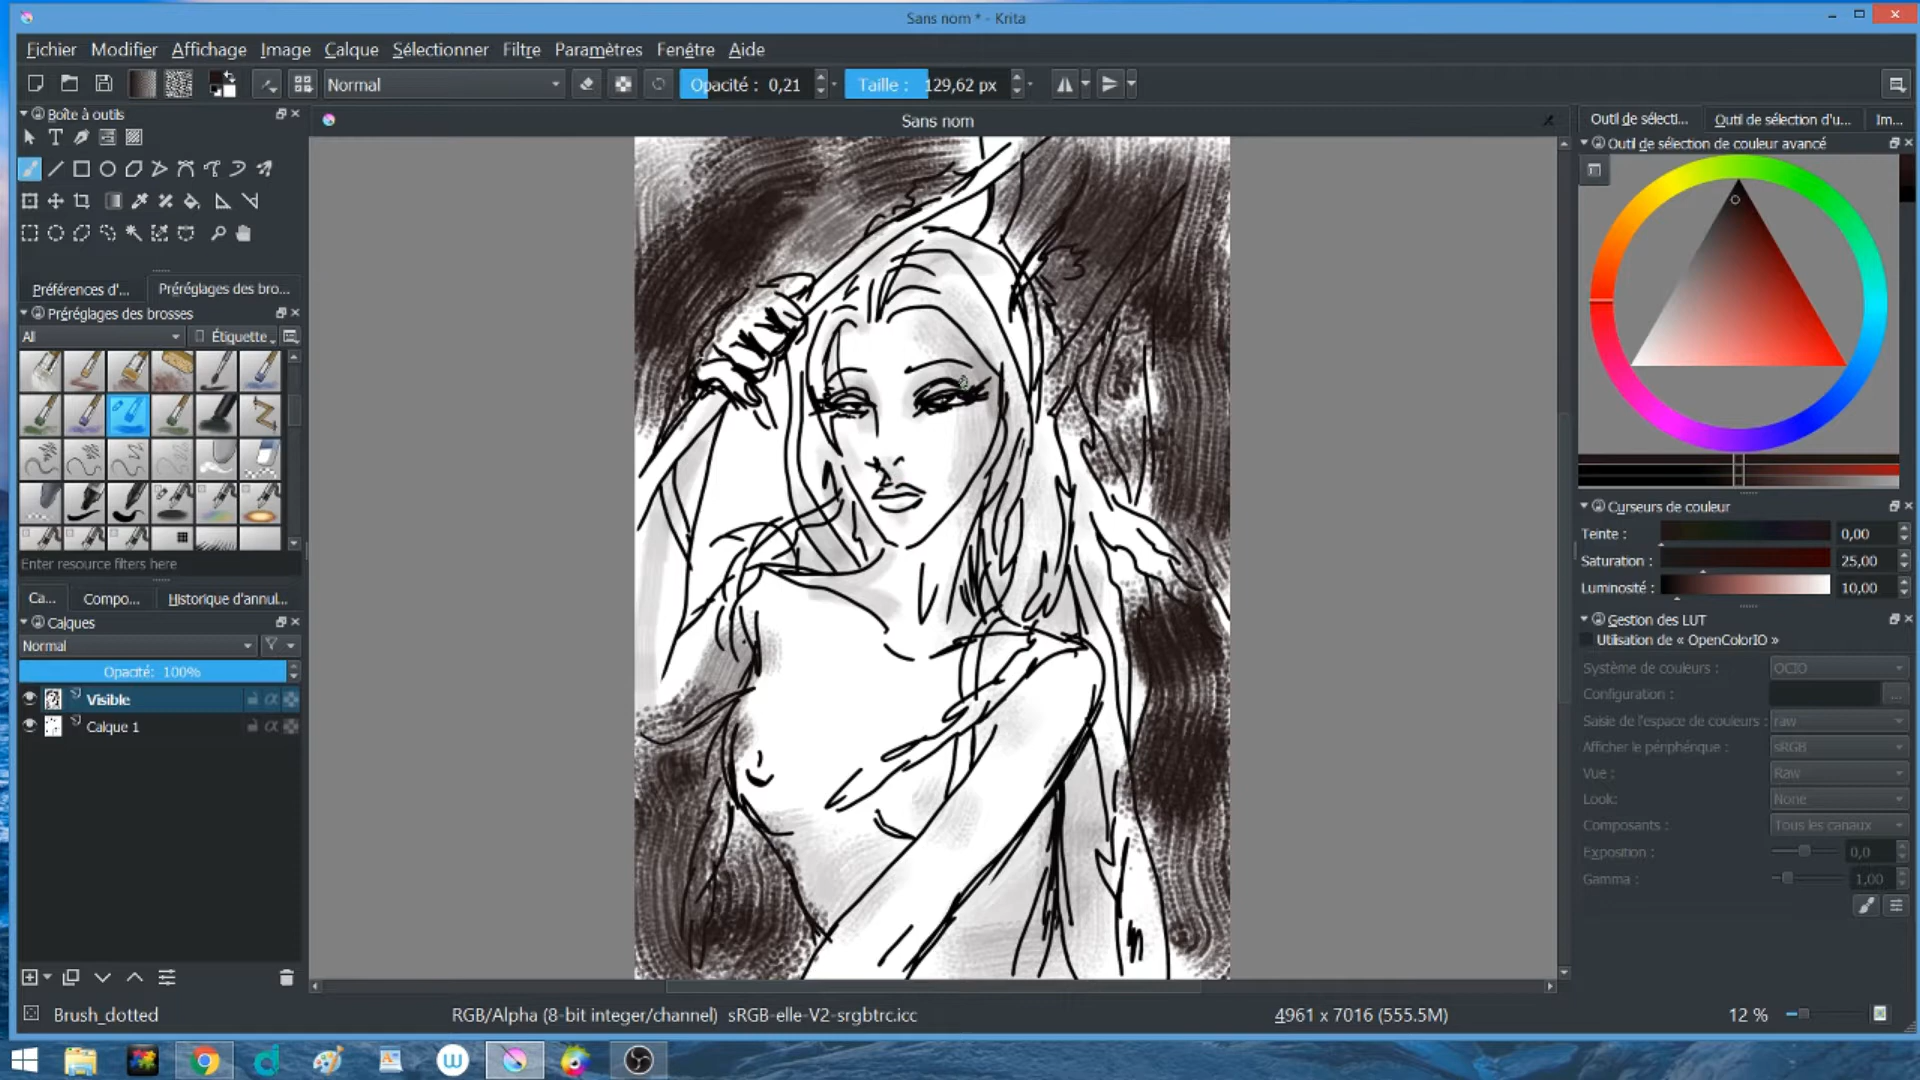 Sans nom * - Krita
Fichier Modifier Affichage Image Calque Sélectionner Filtre Paramètres Fenêtre Aide
Normal Opacité : 0,21 Taille : 129,62 px
Boîte à outils
Sans nom
Outil de sélecti... Outil de sélection d'u... Im...
Outil de sélection de couleur avancé
Préférences d'... Préréglages des bro...
Préréglages des brosses
All Étiquette
Enter resource filters here
Ca... Compo... Historique d'annul...
Calques
Normal
Opacité: 100%
Visible
Calque 1
Curseurs de couleur
Teinte : 0,00
Saturation : 25,00
Luminosité : 10,00
Gestion des LUT
Utilisation de « OpenColorIO »
Système de couleurs : OCIO
Configuration : ...
Saisie de l'espace de couleurs : raw
Afficher le périphérique : sRGB
Vue : Raw
Look: None
Composants : Tous les canaux
Exposition : 0,0
Gamma : 1,00
Brush_dotted RGB/Alpha (8-bit integer/channel) sRGB-elle-V2-srgbtrc.icc 4961 x 7016 (555.5M) 12 %